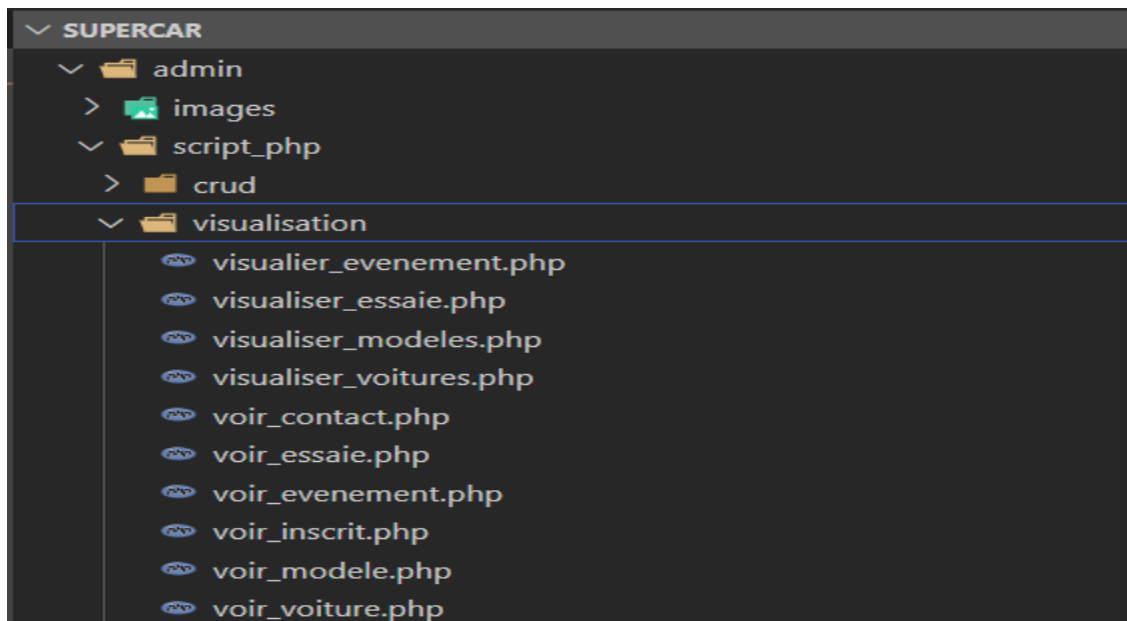 SUPERCAR
admin
images
script_php
crud
visualisation
visualier_evenement.php
visualiser_essaie.php
visualiser_modeles.php
visualiser_voitures.php
voir_contact.php
voir_essaie.php
voir_evenement.php
voir_inscrit.php
voir_modele.php
voir_voiture.php